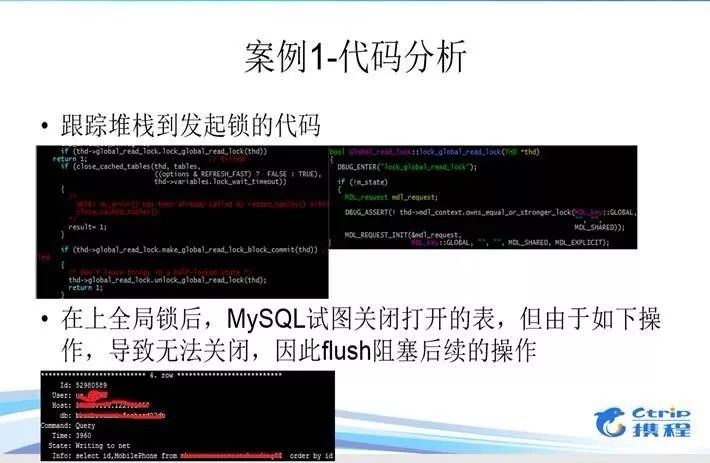 案例1-代码分析
• 跟踪堆栈到发起锁的代码
if (thd->global_read_lock.lock_global_read_lock(thd))
return 1; // Killed
if (close_cached_tables(thd, tables,
((options & REFRESH_FAST) ? FALSE : TRUE),
thd->variables.lock_wait_timeout))
{
/*
NOTE: my_error() has been already called by reopen_tables() within
close_cached_tables().
*/
result= 1;
}
if (thd->global_read_lock.make_global_read_lock_block_commit(thd)) //
led
{
/* Don't leave things in a half-locked state */
thd->global_read_lock.unlock_global_read_lock(thd);
return 1;
}
bool Global_read_lock::lock_global_read_lock(THD *thd)
{
DBUG_ENTER("lock_global_read_lock");
if (!m_state)
{
MDL_request mdl_request;
DBUG_ASSERT(! thd->mdl_context.owns_equal_or_stronger_lock(MDL_key::GLOBAL,
"", "",
MDL_SHARED));
MDL_REQUEST_INIT(&mdl_request,
MDL_key::GLOBAL, "", "", MDL_SHARED, MDL_EXPLICIT);
• 在上全局锁后，MySQL试图关闭打开的表，但由于如下操
作，导致无法关闭，因此flush阻塞后续的操作
*************************** 4. row ***************************
Id: 52980589
User:
Host:
db:
Command: Query
Time: 3960
State: Writing to net
Info: select id,MobilePhone from order by id
Ctrip
携程